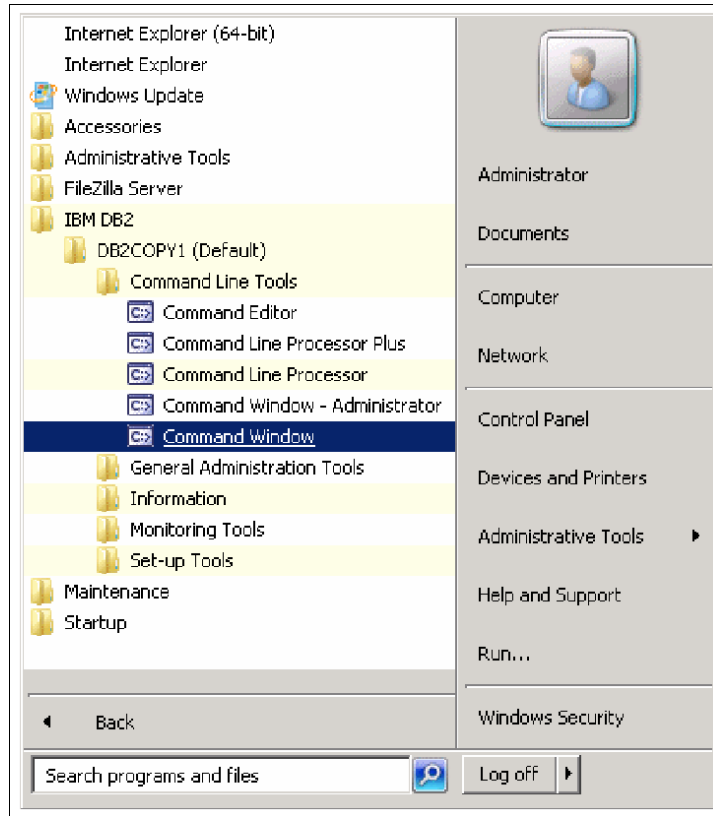 Internet Explorer (64-bit)
Internet Explorer
Windows Update
Accessories
Administrative Tools
FileZilla Server
IBM DB2
DB2COPY1 (Default)
Command Line Tools
Command Editor
Command Line Processor Plus
Command Line Processor
Command Window - Administrator
Command Window
General Administration Tools
Information
Monitoring Tools
Set-up Tools
Maintenance
Startup
Back
Search programs and files
Administrator
Documents
Computer
Network
Control Panel
Devices and Printers
Administrative Tools
Help and Support
Run...
Windows Security
Log off